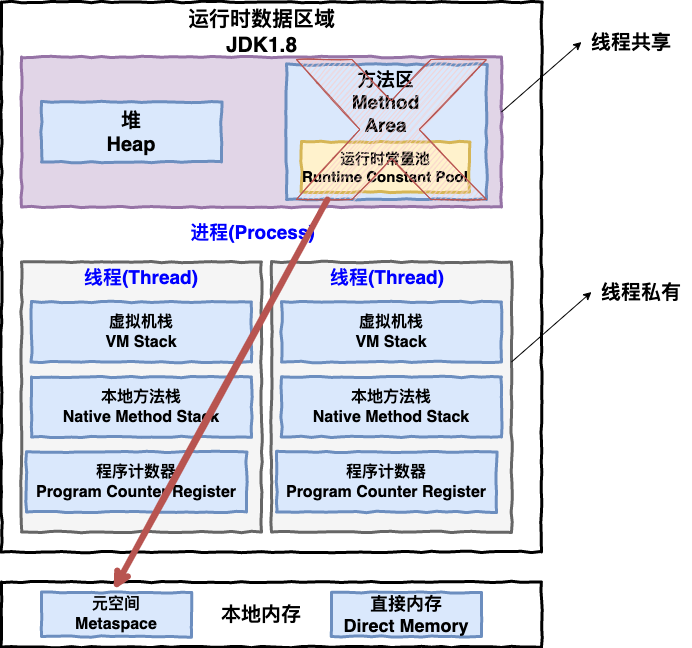 运行时数据区域
JDK1.8
线程共享
堆
Heap
方法区
Method
Area
运行时常量池
Runtime Constant Pool
进程(Process)
线程(Thread)
虚拟机栈
VM Stack
本地方法栈
Native Method Stack
程序计数器
Program Counter Register
线程(Thread)
虚拟机栈
VM Stack
本地方法栈
Native Method Stack
程序计数器
Program Counter Register
线程私有
元空间
Metaspace
本地内存
直接内存
Direct Memory